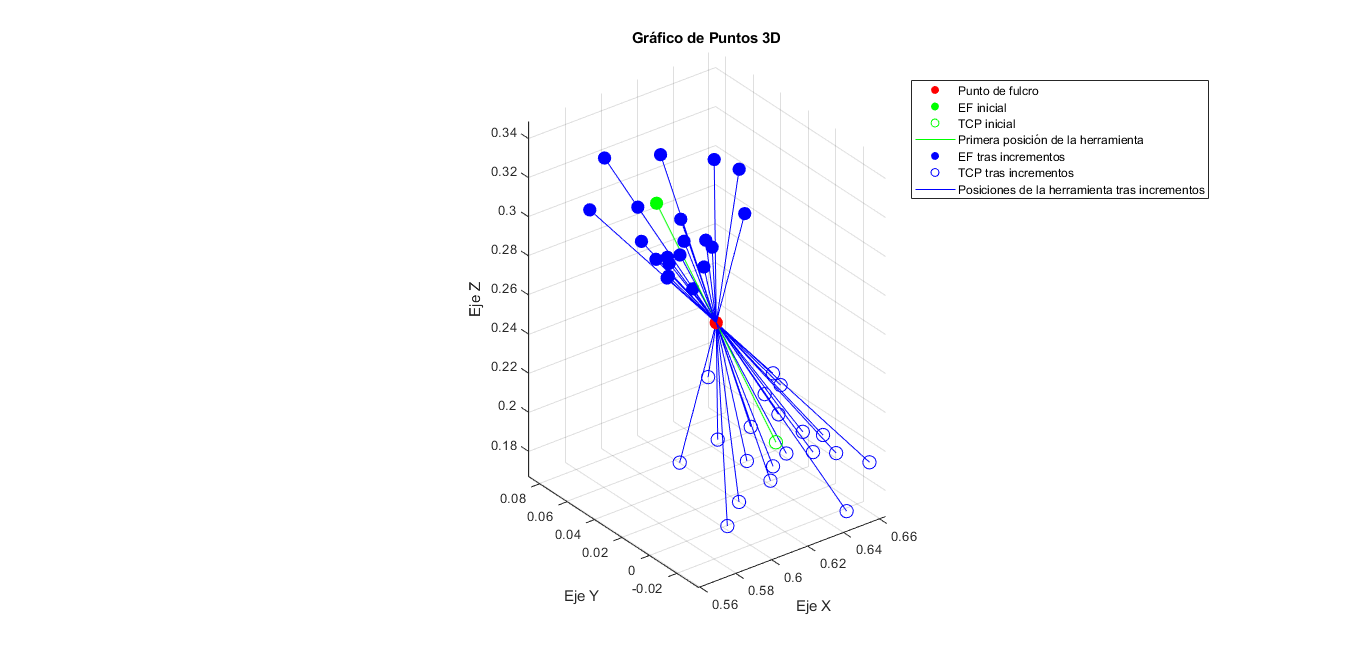 Gráfico de Puntos 3D
Punto de fulcro
EF inicial
TCP inicial
Primera posición de la herramienta
EF tras incrementos
TCP tras incrementos
Posiciones de la herramienta tras incrementos
Eje Z
0.34
0.32
0.3
0.28
0.26
0.24
0.22
0.2
0.18
0.08
0.06
0.04
0.02
0
-0.02
Eje Y
0.56
0.58
0.6
0.62
0.64
0.66
Eje X